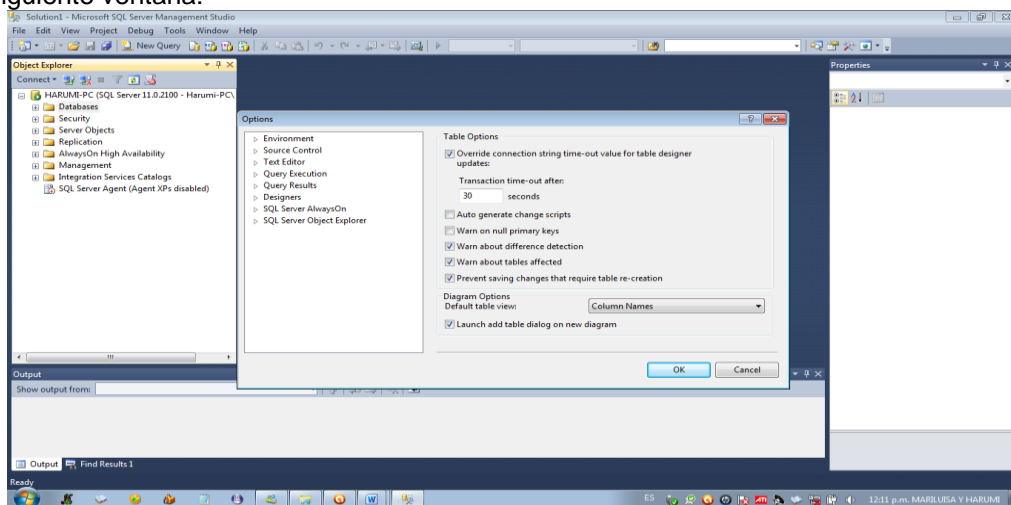 siguiente ventana.
Solution1 - Microsoft SQL Server Management Studio
File Edit View Project Debug Tools Window Help
New Query
Object Explorer
Connect
HARUMI-PC (SQL Server 11.0.2100 - Harumi-PC\
Databases
Security
Server Objects
Replication
AlwaysOn High Availability
Management
Integration Services Catalogs
SQL Server Agent (Agent XPs disabled)
Properties
Options
Environment
Source Control
Text Editor
Query Execution
Query Results
Designers
SQL Server AlwaysOn
SQL Server Object Explorer
Table Options
Override connection string time-out value for table designer
updates:
Transaction time-out after:
30 seconds
Auto generate change scripts
Warn on null primary keys
Warn about difference detection
Warn about tables affected
Prevent saving changes that require table re-creation
Diagram Options
Default table view: Column Names
Launch add table dialog on new diagram
OK Cancel
Output
Show output from:
Output Find Results 1
Ready
ES 12:11 p.m. MARILUISA Y HARUMI